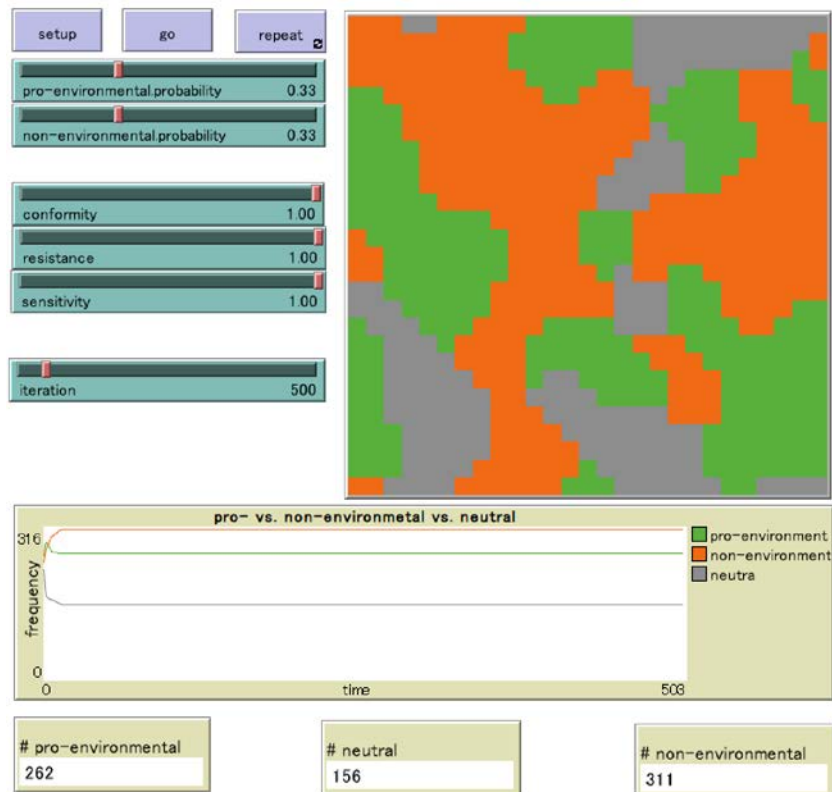 setup
go
repeat
pro-environmental.probability 0.33
non-environmental.probability 0.33
conformity 1.00
resistance 1.00
sensitivity 1.00
iteration 500
pro- vs. non-environmetal vs. neutral
316
frequency
0
0
time
503
pro-environment
non-environment
neutra
# pro-environmental
262
# neutral
156
# non-environmental
311